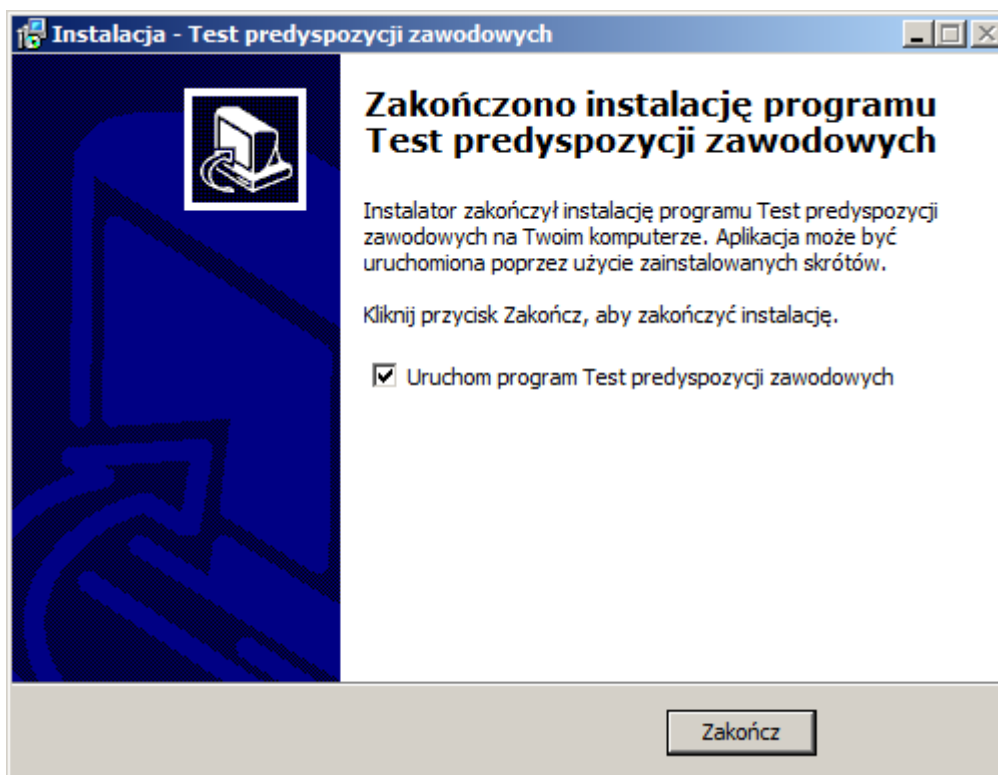 Instalacja - Test predyspozycji zawodowych
Zakończono instalację programu
Test predyspozycji zawodowych
Instalator zakończył instalację programu Test predyspozycji
zawodowych na Twoim komputerze. Aplikacja może być
uruchomiona poprzez użycie zainstalowanych skrótów.
Kliknij przycisk Zakończ, aby zakończyć instalację.
Uruchom program Test predyspozycji zawodowych
Zakończ